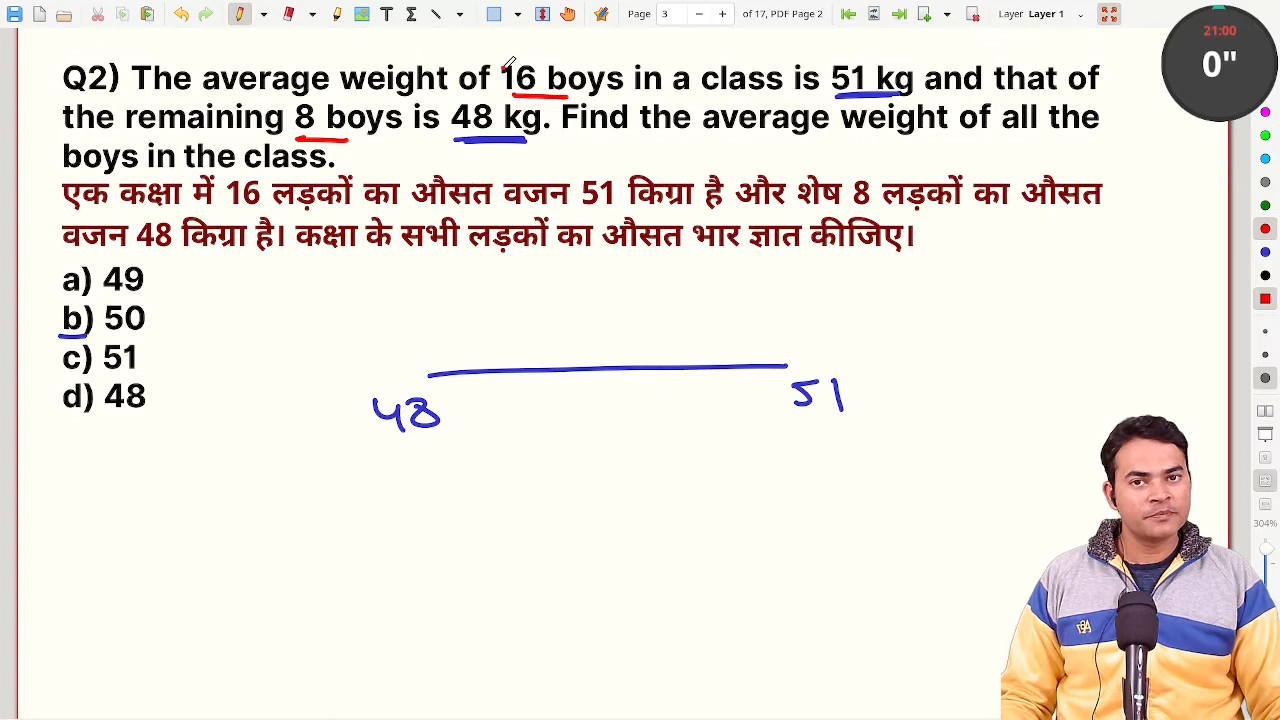 Page 3 of 17. PDF Page 2
Layer Layer 1
21:00
0"
Q2) The average weight of 16 boys in a class is 51 kg and that of
the remaining 8 boys is 48 kg. Find the average weight of all the
boys in the class.
एक कक्षा में 16 लड़कों का औसत वजन 51 किग्रा है और शेष 8 लड़कों का औसत
वजन 48 किग्रा है। कक्षा के सभी लड़कों का औसत भार ज्ञात कीजिए।
a) 49
b) 50
c) 51
d) 48
48 51
304%